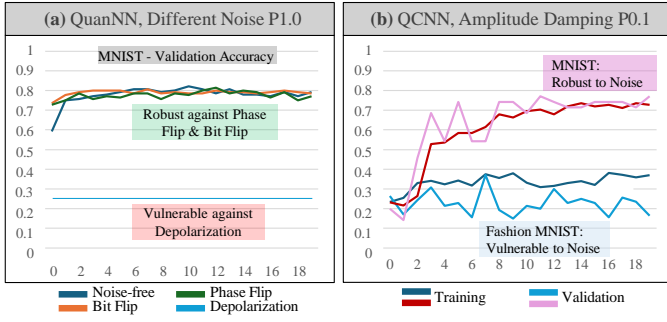 (a) QuanNN, Different Noise P1.0
1
0.9
0.8
0.7
0.6
0.5
0.4
0.3
0.2
0.1
0
MNIST - Validation Accuracy
Robust against Phase
Flip & Bit Flip
Vulnerable against
Depolarization
0 2 4 6 8 10 12 14 16 18
Noise-free
Phase Flip
Bit Flip
Depolarization
(b) QCNN, Amplitude Damping P0.1
1
0.9
0.8
0.7
0.6
0.5
0.4
0.3
0.2
0.1
0
MNIST:
Robust to Noise
Fashion MNIST:
Vulnerable to Noise
0 2 4 6 8 10 12 14 16 18
Training
Validation